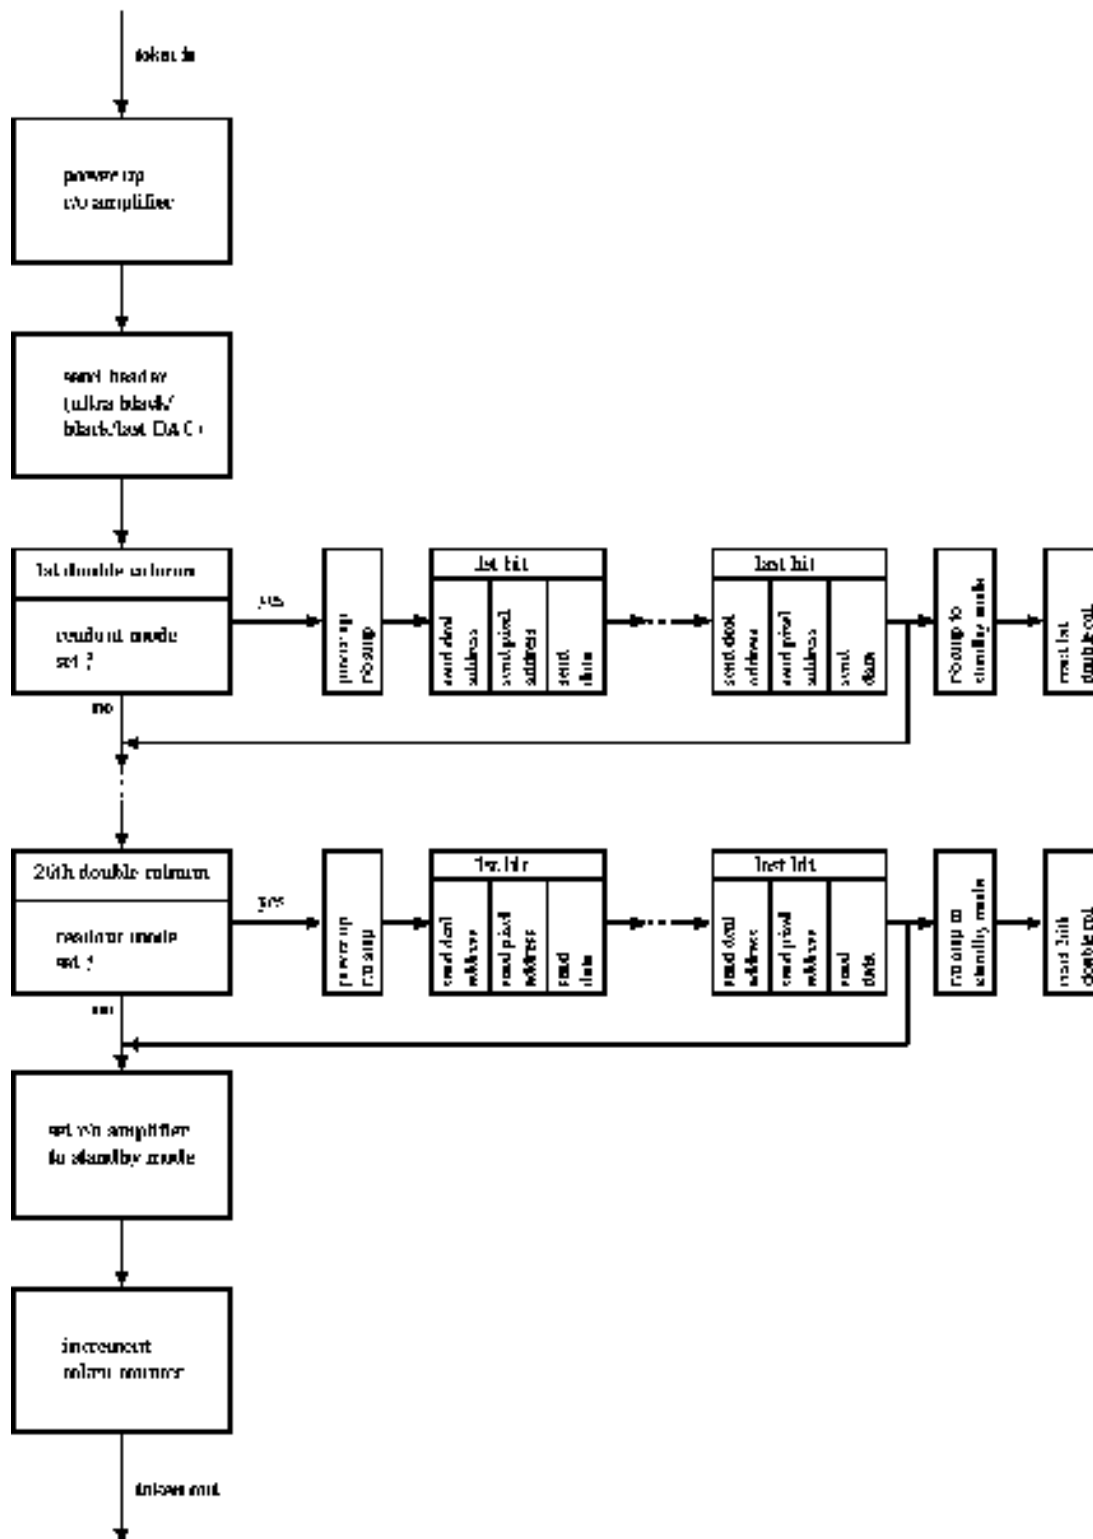 token in
power up
r/o amplifier
send header
(ultra black/
black/last DAC)
1st double column
readout mode
set ?
yes
no
power up
r/o amp
1st hit
send dcol
address
send pixel
address
send
data
last hit
send dcol
address
send pixel
address
send
data
r/o amp to
standby mode
reset 1st
double col.
26th double column
readout mode
set ?
yes
no
power up
r/o amp
1st hit
send dcol
address
send pixel
address
send
data
last hit
send dcol
address
send pixel
address
send
data
r/o amp to
standby mode
reset 26th
double col.
set r/o amplifier
to standby mode
increment
counter
token out